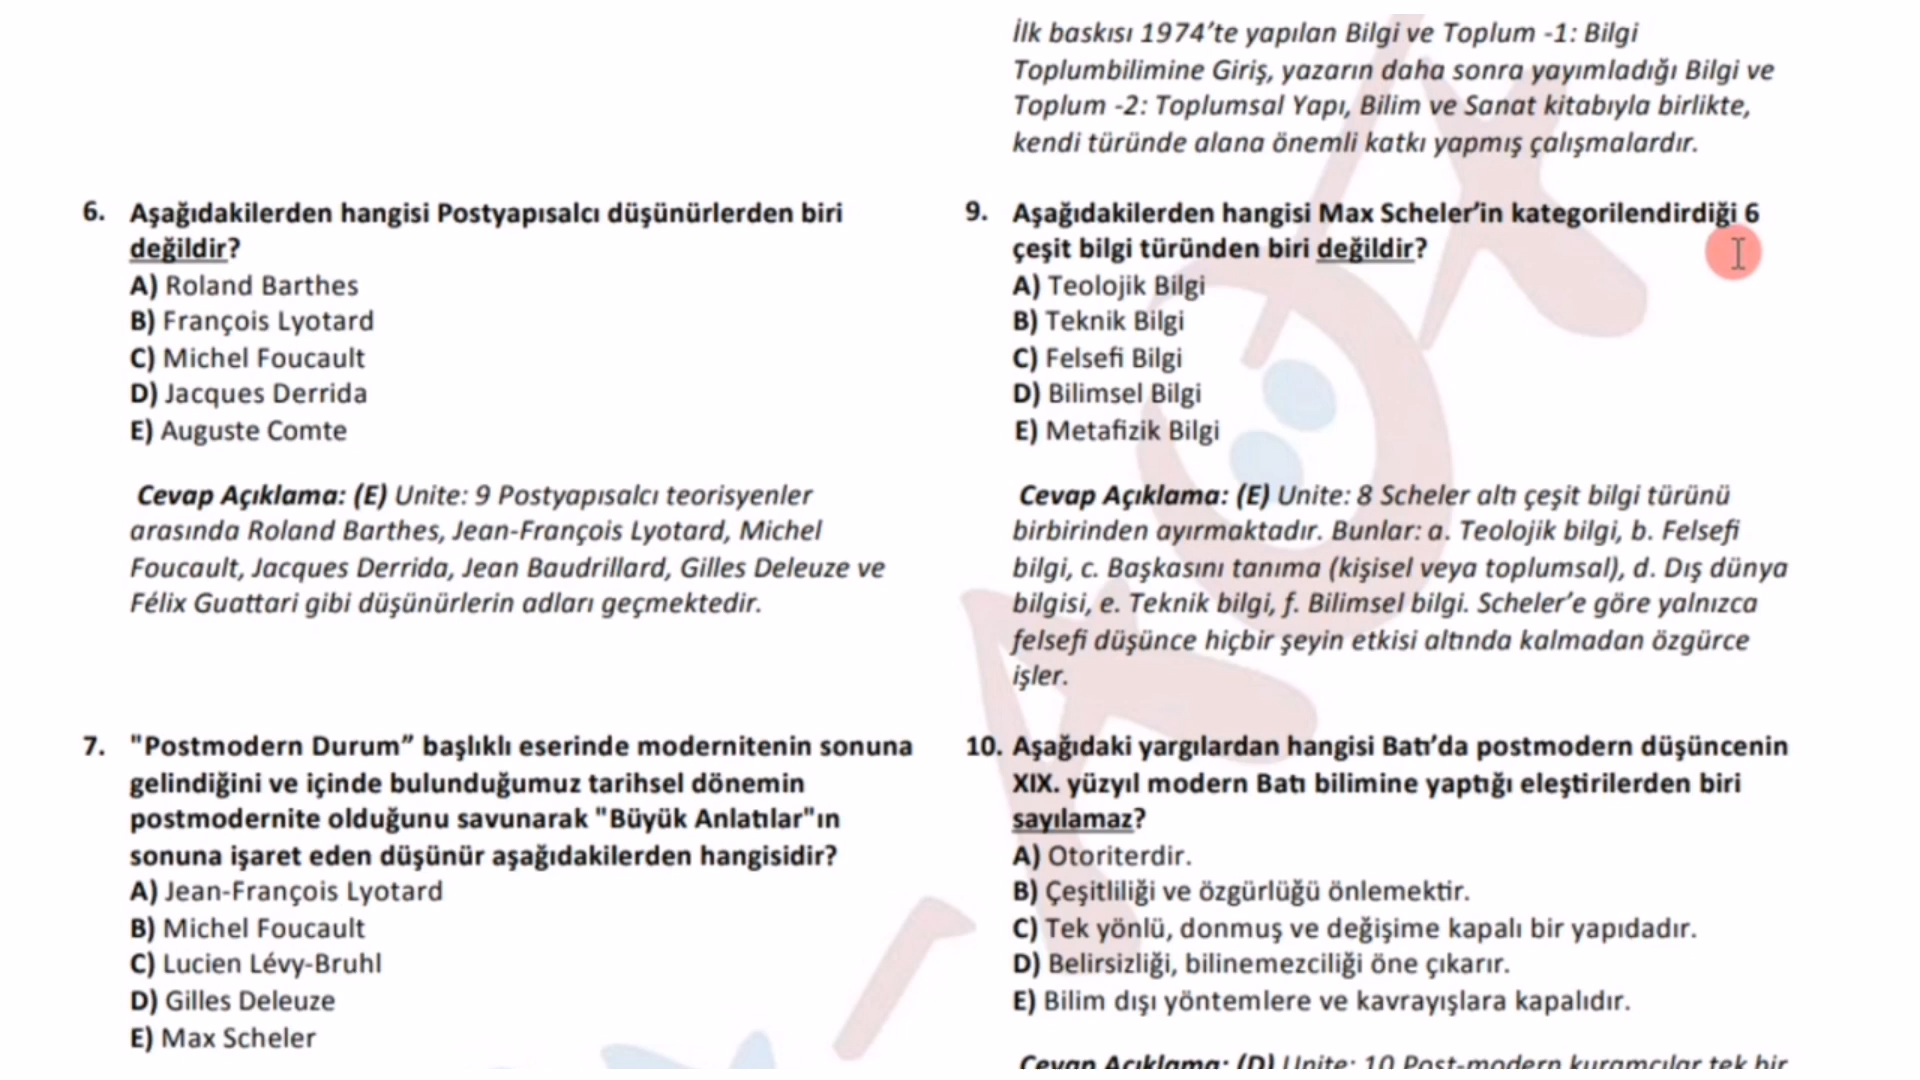 6. Aşağıdakilerden hangisi Postyapısalcı düşünürlerden biri
değildir?
A) Roland Barthes
B) François Lyotard
C) Michel Foucault
D) Jacques Derrida
E) Auguste Comte
Cevap Açıklama: (E) Unite: 9 Postyapısalcı teorisyenler
arasında Roland Barthes, Jean-François Lyotard, Michel
Foucault, Jacques Derrida, Jean Baudrillard, Gilles Deleuze ve
Félix Guattari gibi düşünürlerin adları geçmektedir.
7. "Postmodern Durum” başlıklı eserinde modernitenin sonuna
gelindiğini ve içinde bulunduğumuz tarihsel dönemin
postmodernite olduğunu savunarak "Büyük Anlatılar"ın
sonuna işaret eden düşünür aşağıdakilerden hangisidir?
A) Jean-François Lyotard
B) Michel Foucault
C) Lucien Lévy-Bruhl
D) Gilles Deleuze
E) Max Scheler
İlk baskısı 1974’te yapılan Bilgi ve Toplum -1: Bilgi
Toplumbilimine Giriş, yazarın daha sonra yayımladığı Bilgi ve
Toplum -2: Toplumsal Yapı, Bilim ve Sanat kitabıyla birlikte,
kendi türünde alana önemli katkı yapmış çalışmalardır.
9. Aşağıdakilerden hangisi Max Scheler’in kategorilendirdiği 6
çeşit bilgi türünden biri değildir?
A) Teolojik Bilgi
B) Teknik Bilgi
C) Felsefi Bilgi
D) Bilimsel Bilgi
E) Metafizik Bilgi
Cevap Açıklama: (E) Unite: 8 Scheler altı çeşit bilgi türünü
birbirinden ayırmaktadır. Bunlar: a. Teolojik bilgi, b. Felsefi
bilgi, c. Başkasını tanıma (kişisel veya toplumsal), d. Dış dünya
bilgisi, e. Teknik bilgi, f. Bilimsel bilgi. Scheler’e göre yalnızca
felsefi düşünce hiçbir şeyin etkisi altında kalmadan özgürce
işler.
10. Aşağıdaki yargılardan hangisi Batı’da postmodern düşüncenin
XIX. yüzyıl modern Batı bilimine yaptığı eleştirilerden biri
sayılamaz?
A) Otoriterdir.
B) Çeşitliliği ve özgürlüğü önlemektir.
C) Tek yönlü, donmuş ve değişime kapalı bir yapıdadır.
D) Belirsizliği, bilinemezciliği öne çıkarır.
E) Bilim dışı yöntemlere ve kavrayışlara kapalıdır.
Cevap Açıklama: (D) Unite: 10 Post-modern kuramcılar tek bir